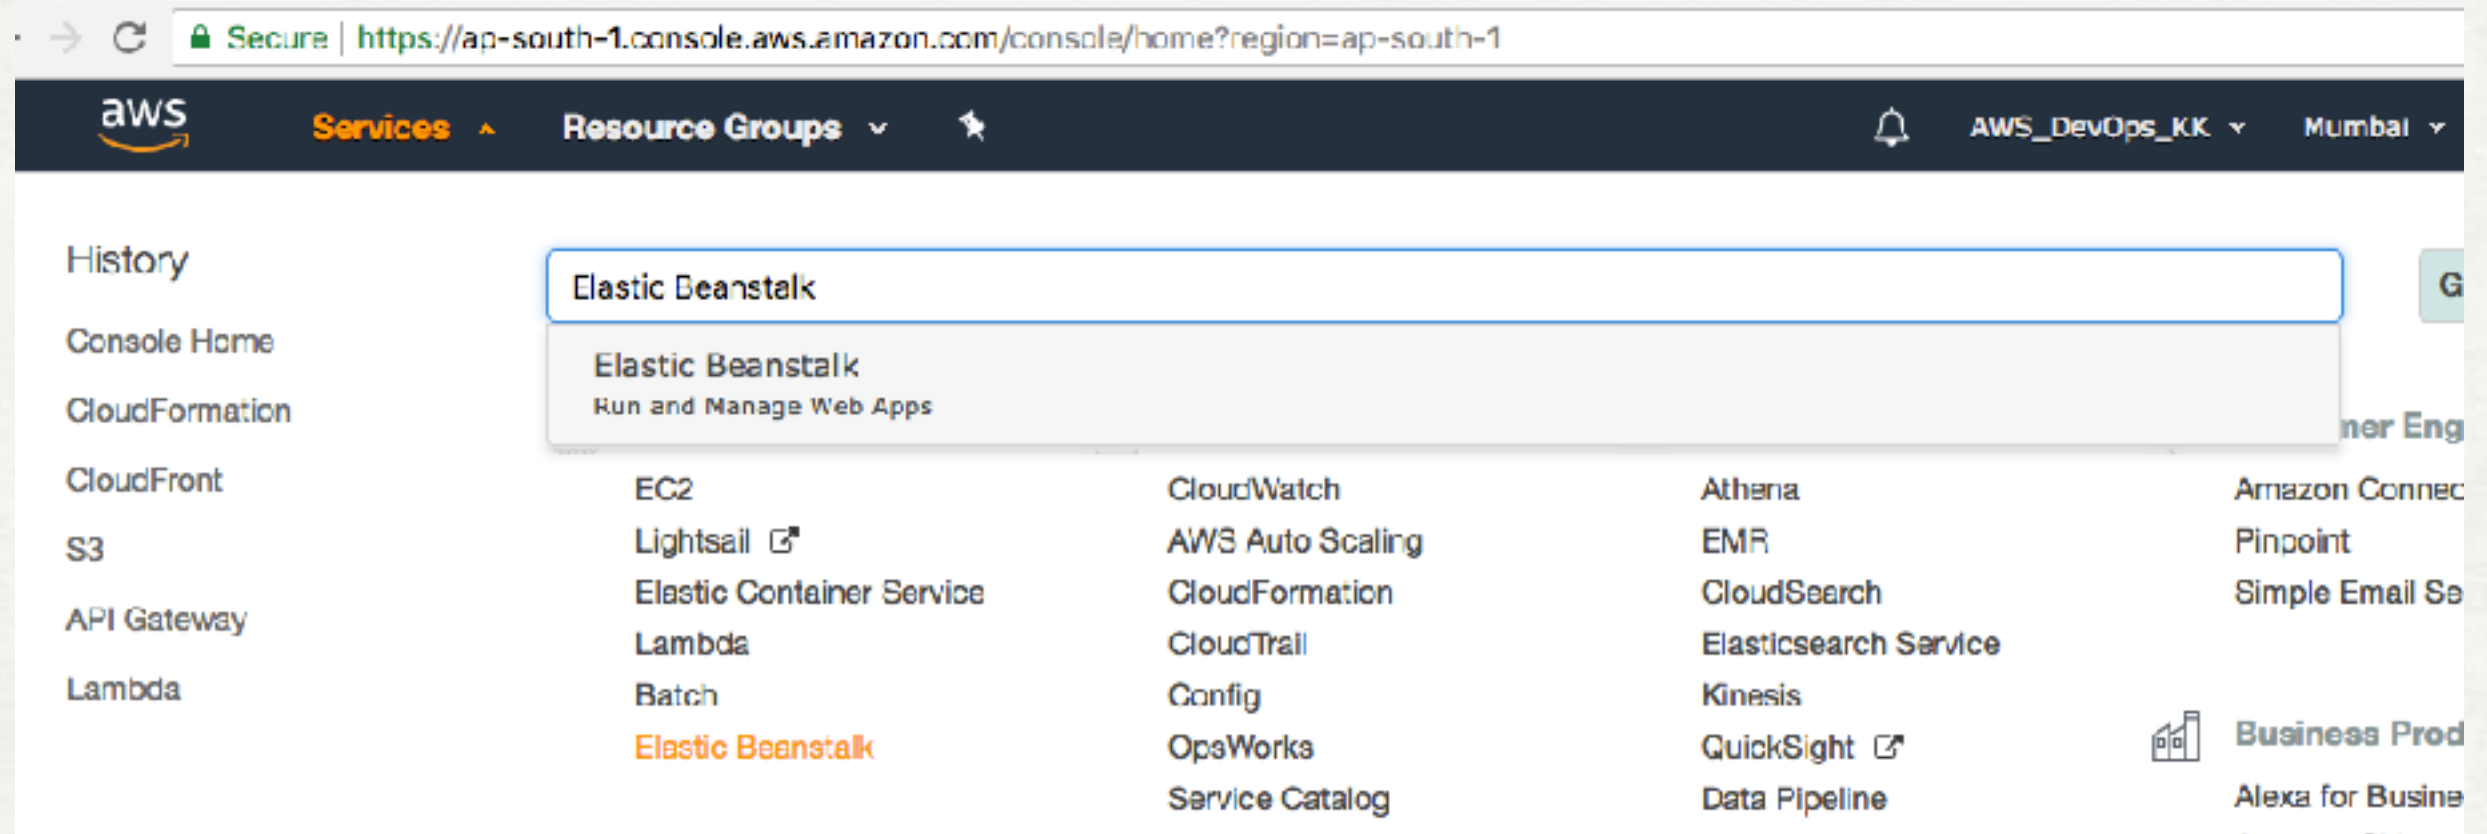 Secure | https://ap-south-1.console.aws.amazon.com/console/home?region=ap-south-1
aws Services Resource Groups AWS_DevOps_KK Mumbai
History
Console Home
CloudFormation
CloudFront
S3
API Gateway
Lambda
Elastic Beanstalk
G
Elastic Beanstalk
Run and Manage Web Apps
EC2
Lightsail
Elastic Container Service
Lambda
Batch
Elastic Beanstalk
CloudWatch
AWS Auto Scaling
CloudFormation
CloudTrail
Config
OpsWorks
Service Catalog
Athena
EMR
CloudSearch
Elasticsearch Service
Kinesis
QuickSight
Data Pipeline
mer Eng
Amazon Connec
Pinpoint
Simple Email Se
Business Prod
Alexa for Busine